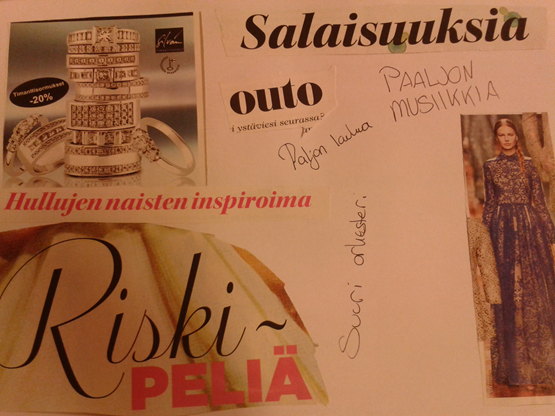 Salaisuuksia
Timanttisormukset
-20%
outo
i ystäviesi seurassa?
PAALJON
MUSIIKKIA
Paljon laulua
Hullujen naisten inspiroima
Suuri orkesteri
Riski~
PELIÄ